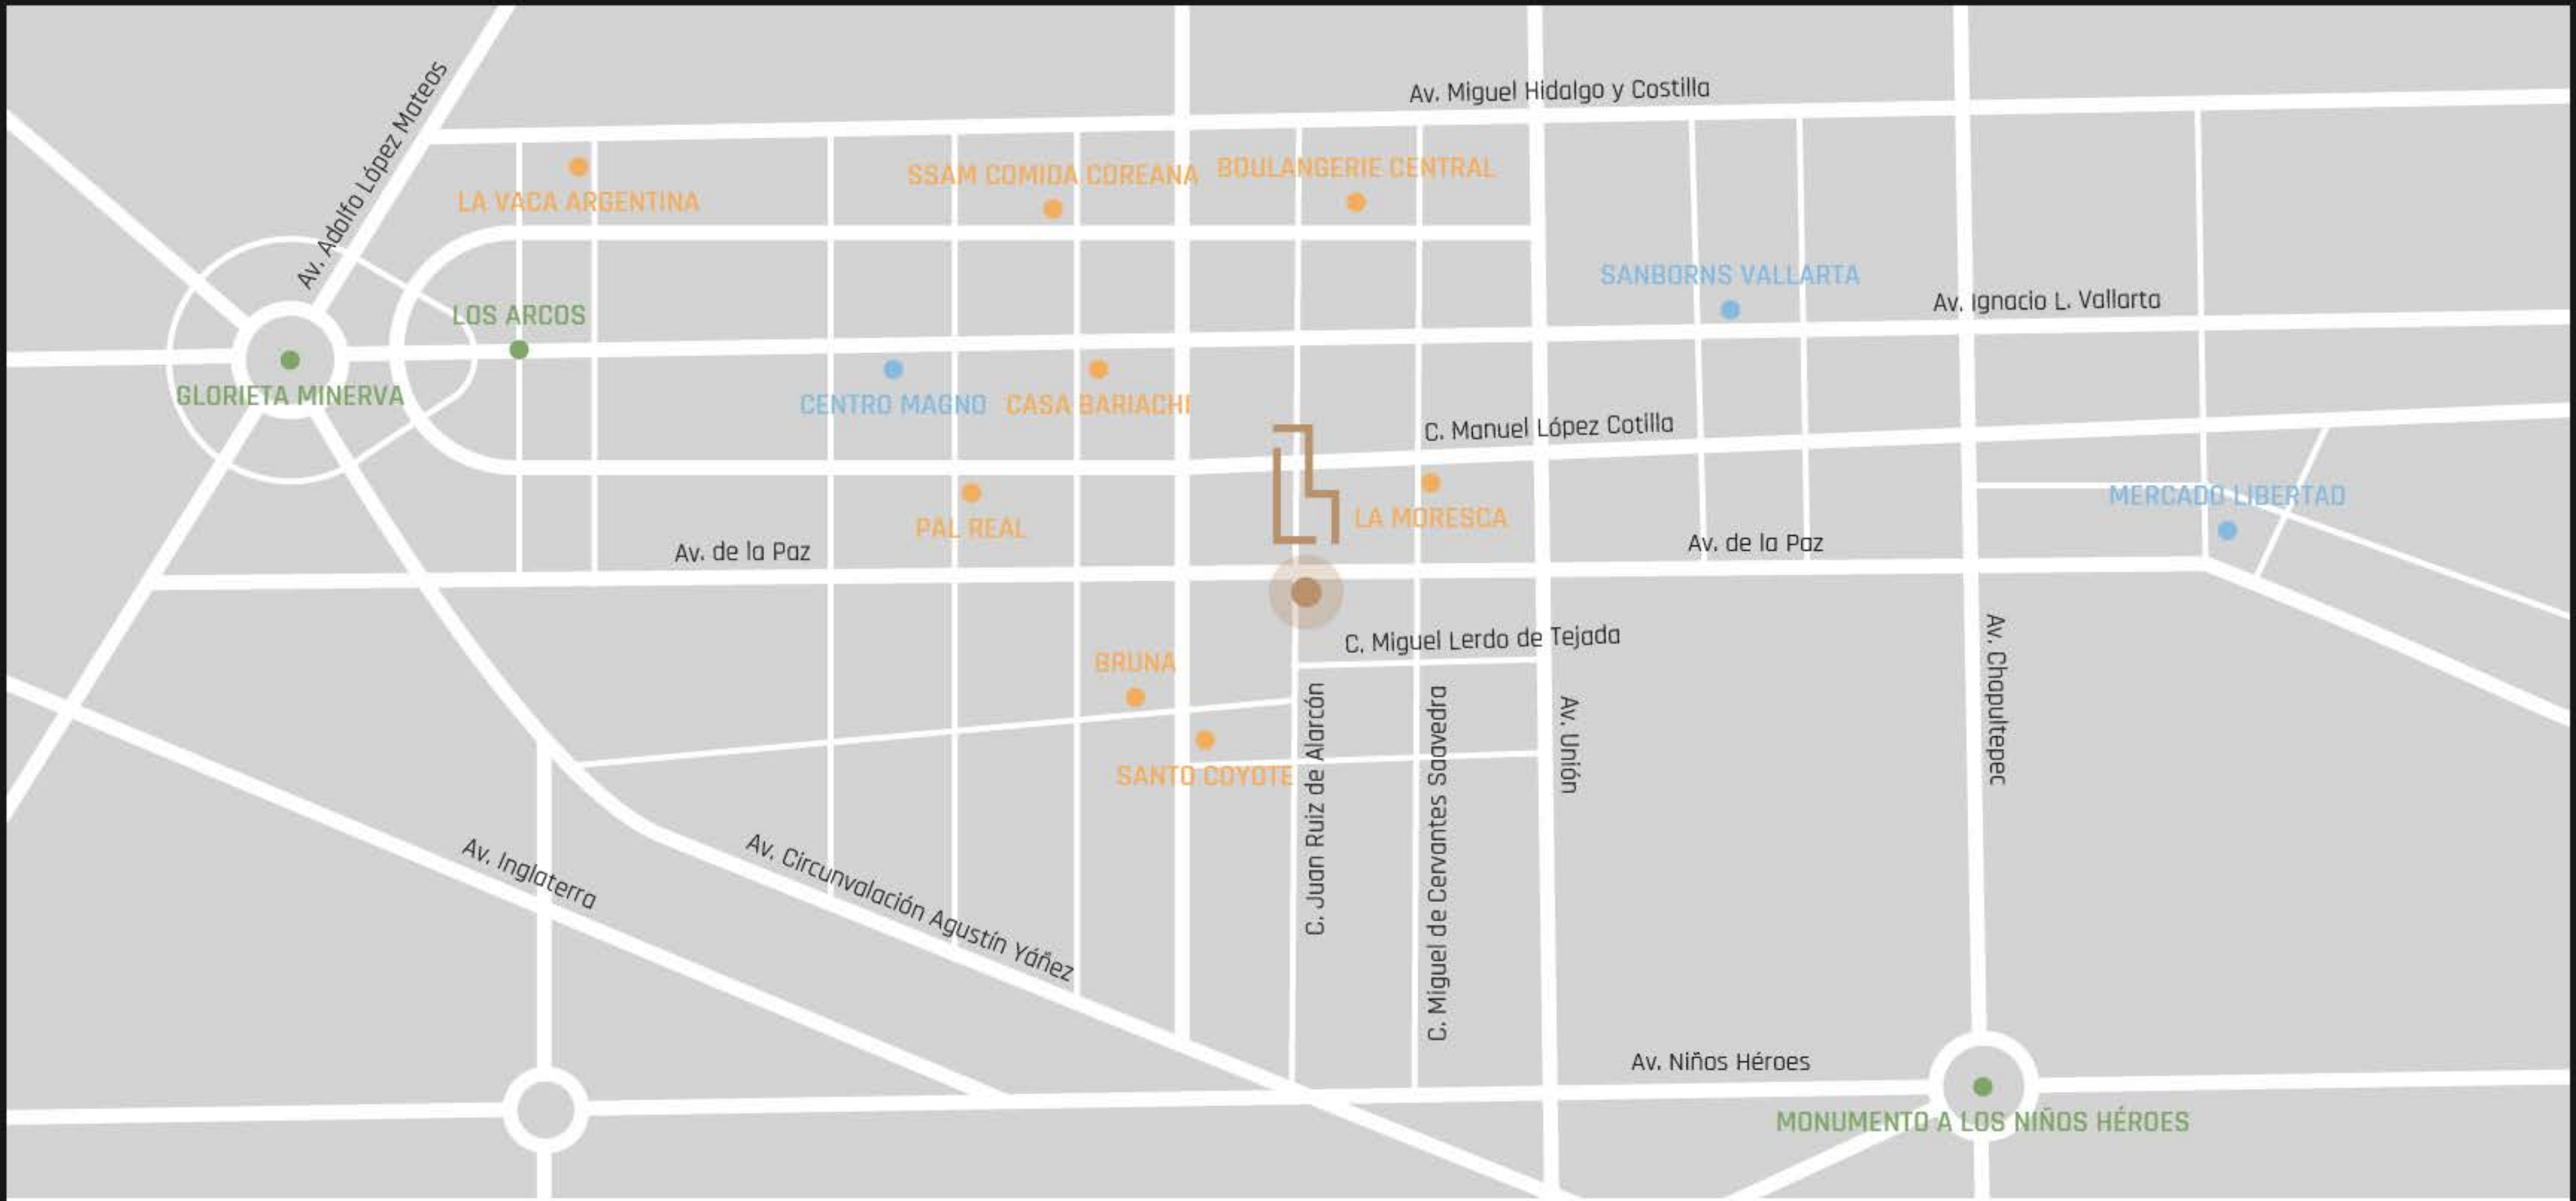 Av. Adolfo López Mateos
Av. Miguel Hidalgo y Costilla
LA VACA ARGENTINA
SSAM COMIDA COREANA
BOULANGERIE CENTRAL
SANBORNS VALLARTA
Av. Ignacio L. Vallarta
LOS ARCOS
GLORIETA MINERVA
CENTRO MAGNO
CASA BARIACHI
C. Manuel López Cotilla
PAL REAL
LA MORESCA
MERCADO LIBERTAD
Av. de la Paz
Av. de la Paz
C. Miguel Lerdo de Tejada
BRUNA
SANTO COYOTE
C. Juan Ruiz de Alarcón
C. Miguel de Cervantes Saavedra
Av. Unión
Av. Chapultepec
Av. Inglaterra
Av. Circunvalación Agustín Yáñez
Av. Niños Héroes
MONUMENTO A LOS NIÑOS HÉROES